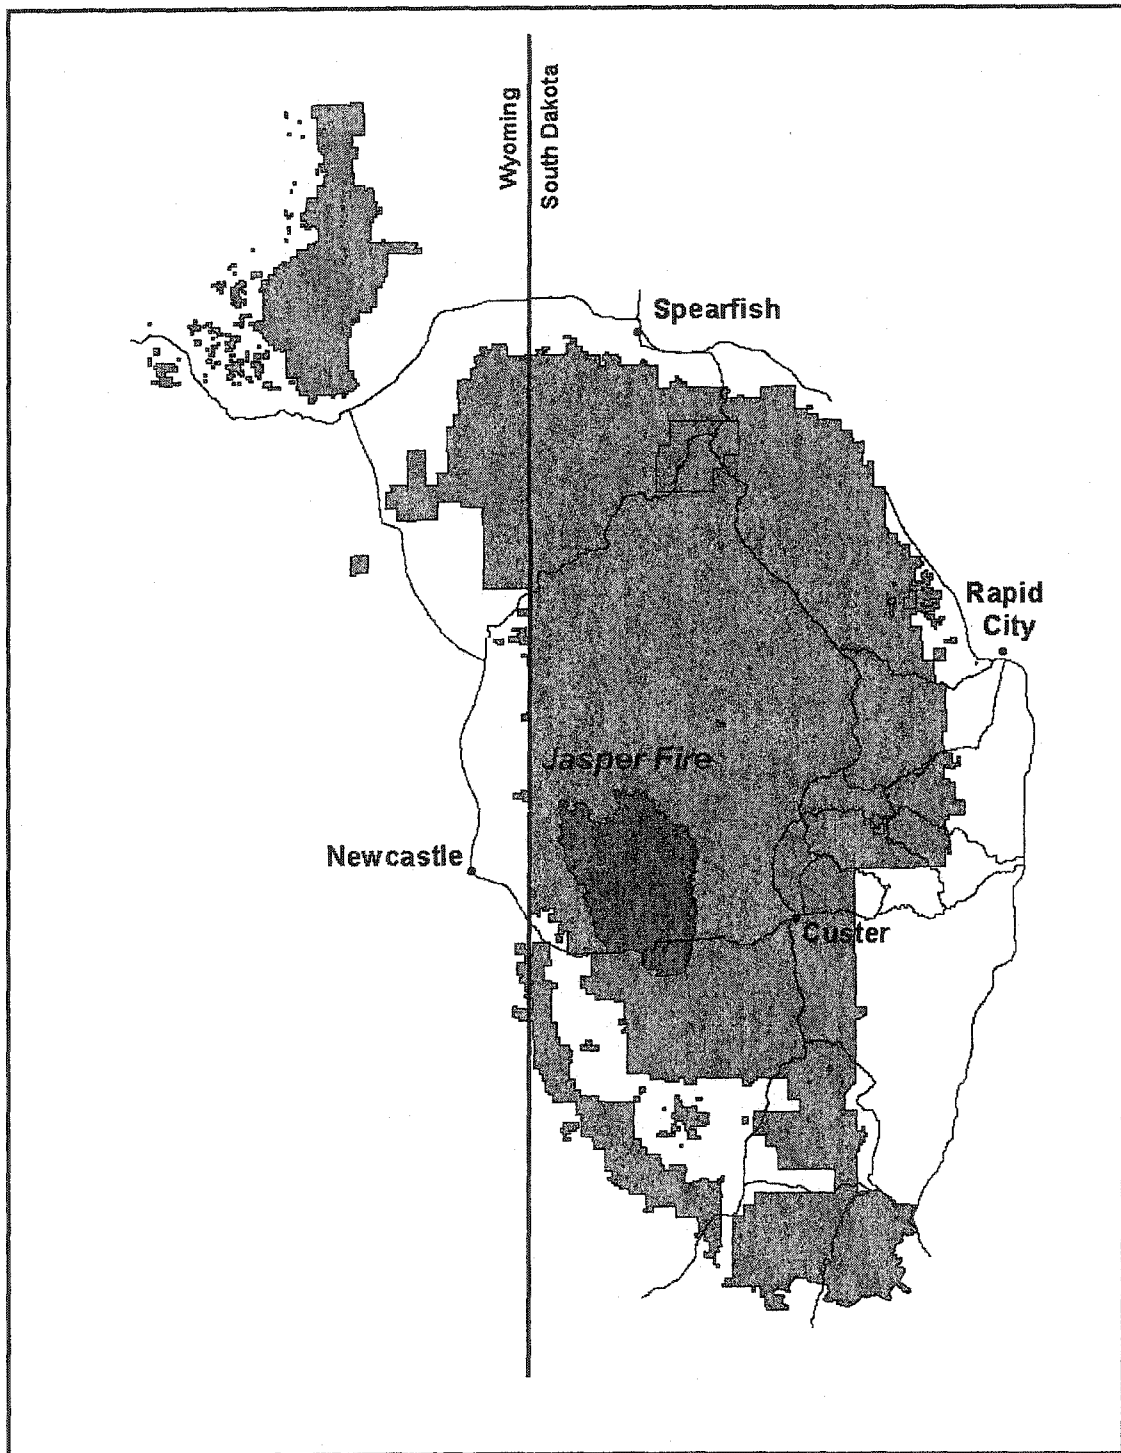 Wyoming
South Dakota
Spearfish
Rapid
City
Jasper Fire
Newcastle
Custer